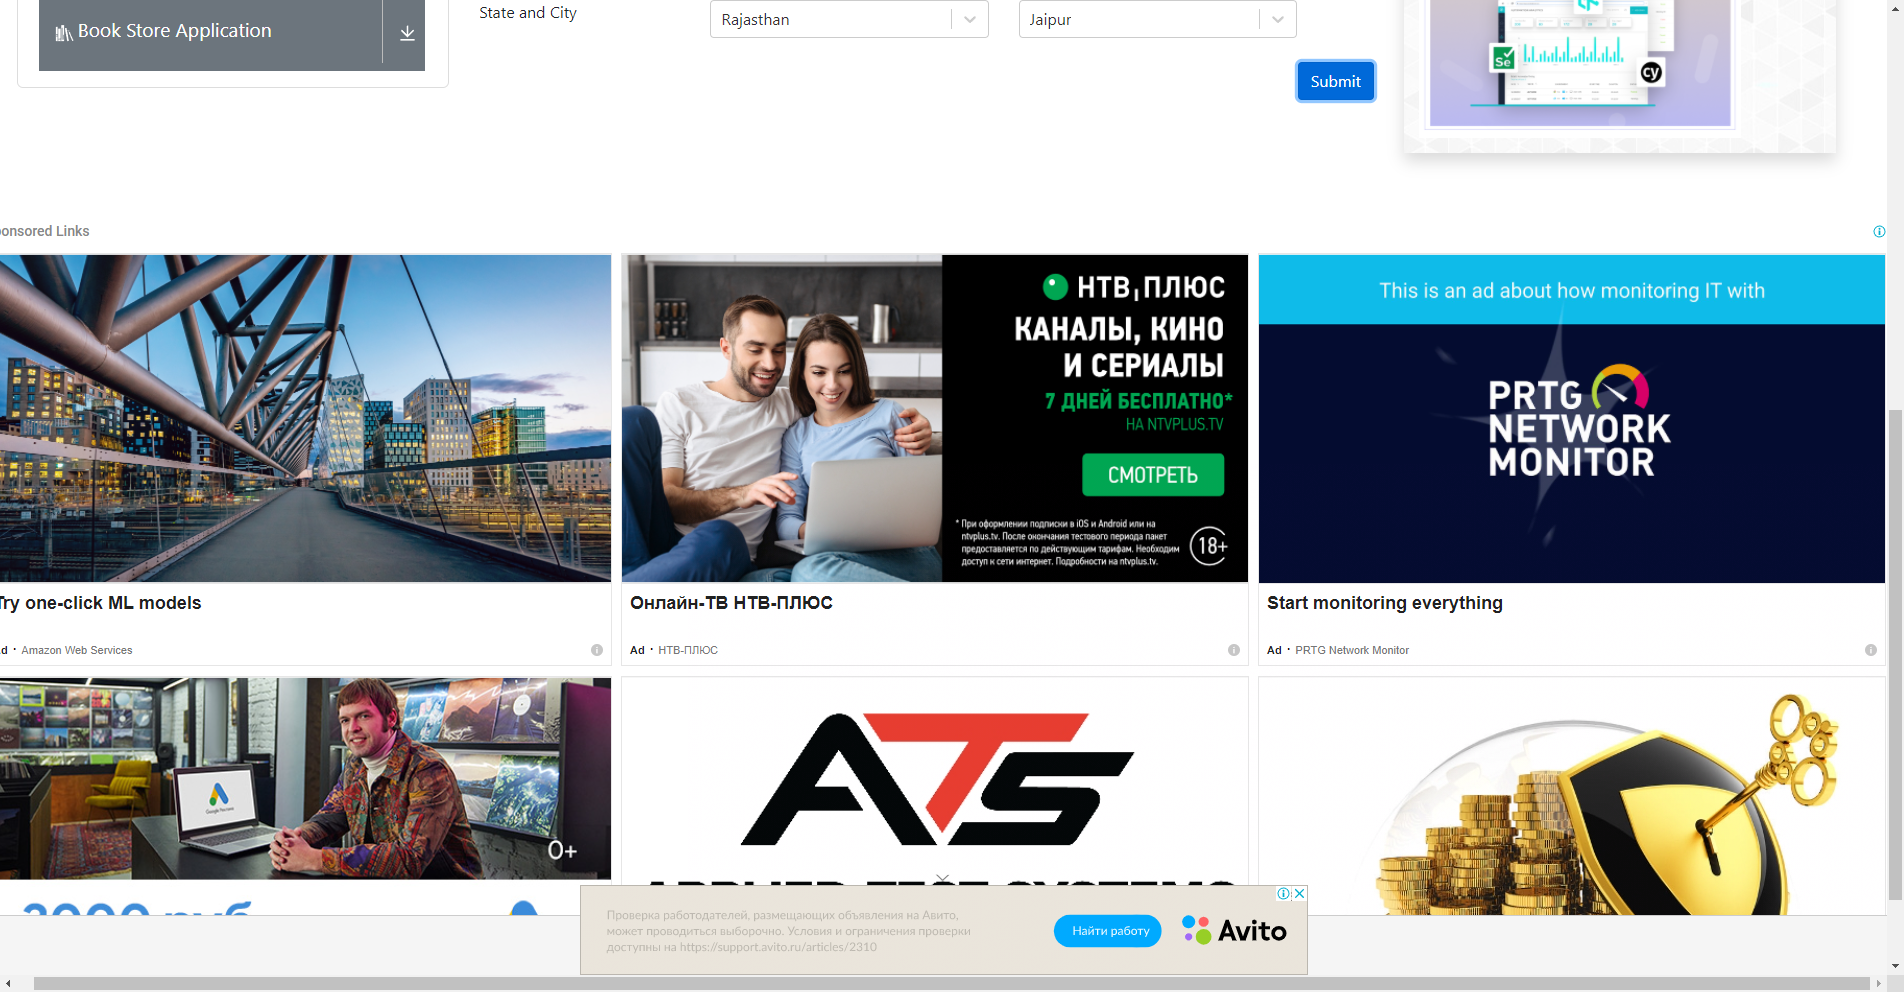 Book Store Application
State and City
Rajasthan
Jaipur
Submit
Se
cy
onsored Links
НТВ ПЛЮС
КАНАЛЫ, КИНО
И СЕРИАЛЫ
7 ДНЕЙ БЕСПЛАТНО*
НА NTVPLUS.TV
СМОТРЕТЬ
* При оформлении подписки в iOS и Android или на
ntvplus.tv. После окончания тестового периода пакет
предоставляется по действующим тарифам. Необходим
доступ к сети интернет. Подробности на ntvplus.tv.
18+
This is an ad about how monitoring IT with
PRTG
NETWORK
MONITOR
Try one-click ML models
d · Amazon Web Services
Онлайн-ТВ НТВ-ПЛЮС
Ad · НТВ-ПЛЮС
Start monitoring everything
Ad · PRTG Network Monitor
0+
ATS
APPLIED TEST SYSTEMS
Проверка работодателей, размещающих объявления на Авито,
может проводиться выборочно. Условия и ограничения проверки
доступны на https://support.avito.ru/articles/2310
Найти работу
Avito